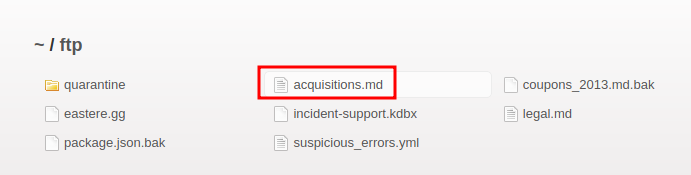 ~ / ftp
quarantine acquisitions.md coupons_2013.md.bak
eastere.gg incident-support.kdbx legal.md
package.json.bak suspicious_errors.yml